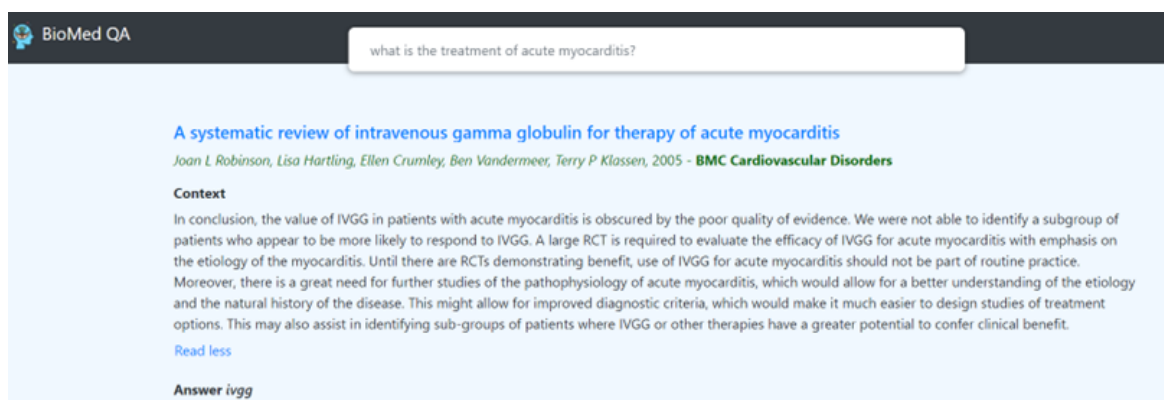 BioMed QA
what is the treatment of acute myocarditis?
A systematic review of intravenous gamma globulin for therapy of acute myocarditis
Joan L Robinson, Lisa Hartling, Ellen Crumley, Ben Vandermeer, Terry P Klassen, 2005 - BMC Cardiovascular Disorders
Context
In conclusion, the value of IVGG in patients with acute myocarditis is obscured by the poor quality of evidence. We were not able to identify a subgroup of
patients who appear to be more likely to respond to IVGG. A large RCT is required to evaluate the efficacy of IVGG for acute myocarditis with emphasis on
the etiology of the myocarditis. Until there are RCTs demonstrating benefit, use of IVGG for acute myocarditis should not be part of routine practice.
Moreover, there is a great need for further studies of the pathophysiology of acute myocarditis, which would allow for a better understanding of the etiology
and the natural history of the disease. This might allow for improved diagnostic criteria, which would make it much easier to design studies of treatment
options. This may also assist in identifying sub-groups of patients where IVGG or other therapies have a greater potential to confer clinical benefit.
Read less
Answer ivgg